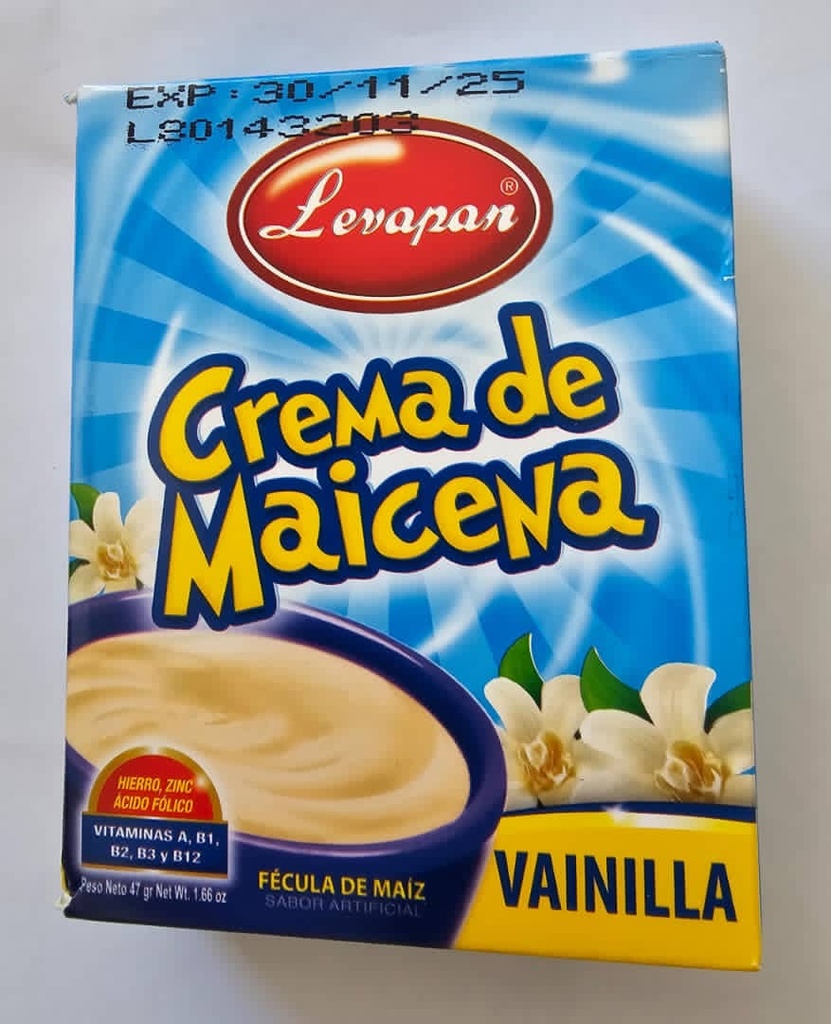 EXP: 30/11/25
L80143203
Levapan®
Crema de
Maicena
HIERRO, ZINC
ÁCIDO FÓLICO
VITAMINAS A, B1,
B2, B3 y B12
Peso Neto 47 gr Net Wt. 1.66 oz
FÉCULA DE MAÍZ
SABOR ARTIFICIAL
VAINILLA